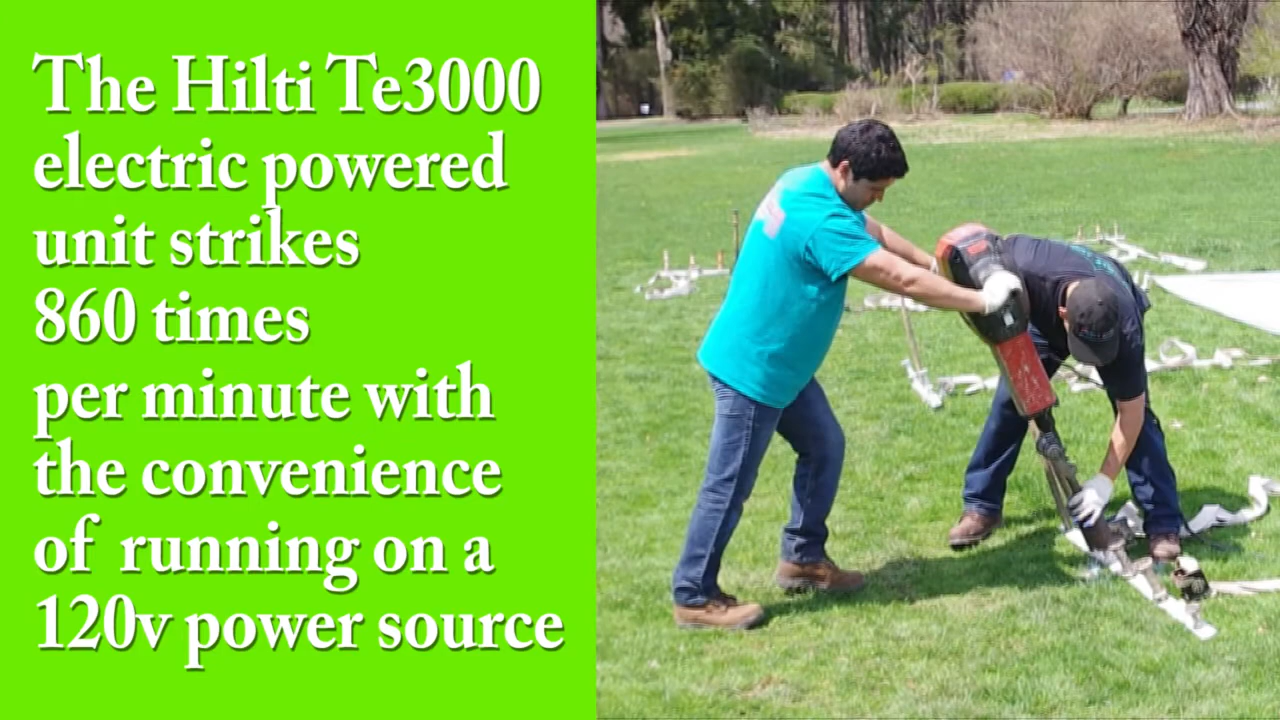 The Hilti Te3000
electric powered
unit strikes
860 times
per minute with
the convenience
of running on a
120v power source